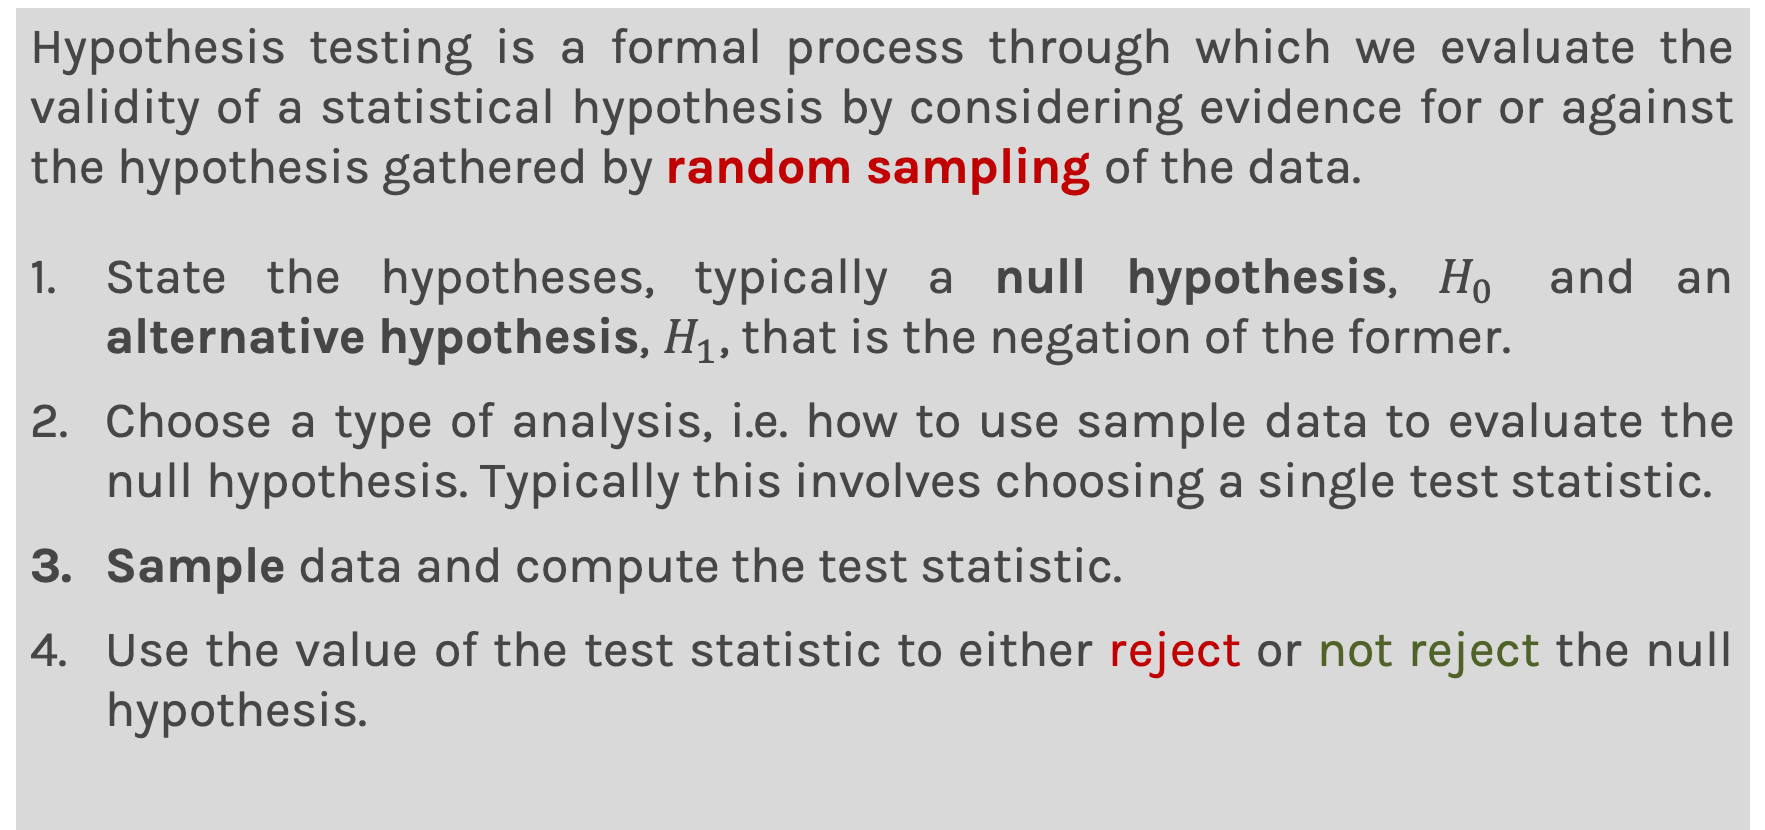 Hypothesis testing is a formal process through which we evaluate the
validity of a statistical hypothesis by considering evidence for or against
the hypothesis gathered by random sampling of the data.
1. State the hypotheses, typically a null hypothesis, H₀ and an
alternative hypothesis, H₁, that is the negation of the former.
2. Choose a type of analysis, i.e. how to use sample data to evaluate the
null hypothesis. Typically this involves choosing a single test statistic.
3. Sample data and compute the test statistic.
4. Use the value of the test statistic to either reject or not reject the null
hypothesis.